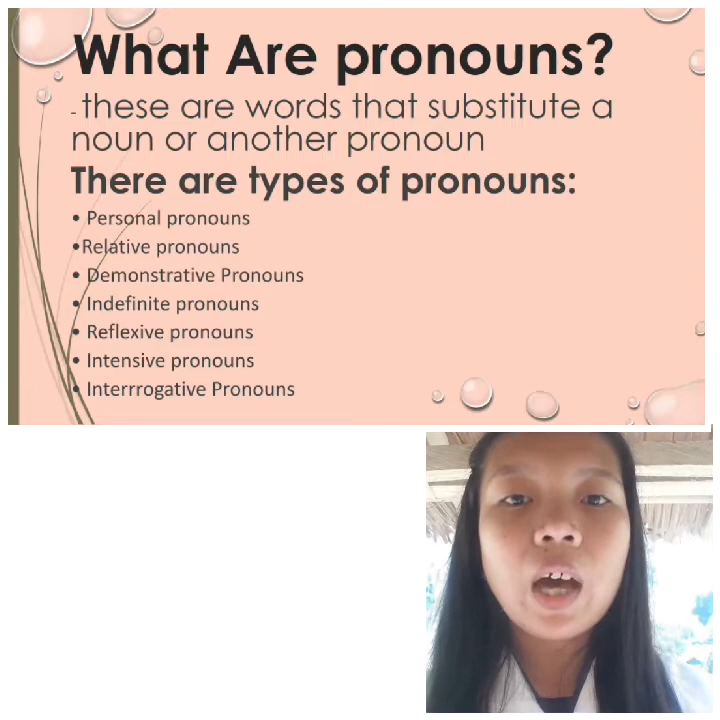 What Are pronouns?
- these are words that substitute a
noun or another pronoun
There are types of pronouns:
• Personal pronouns
•Relative pronouns
• Demonstrative Pronouns
• Indefinite pronouns
• Reflexive pronouns
• Intensive pronouns
• Interrrogative Pronouns